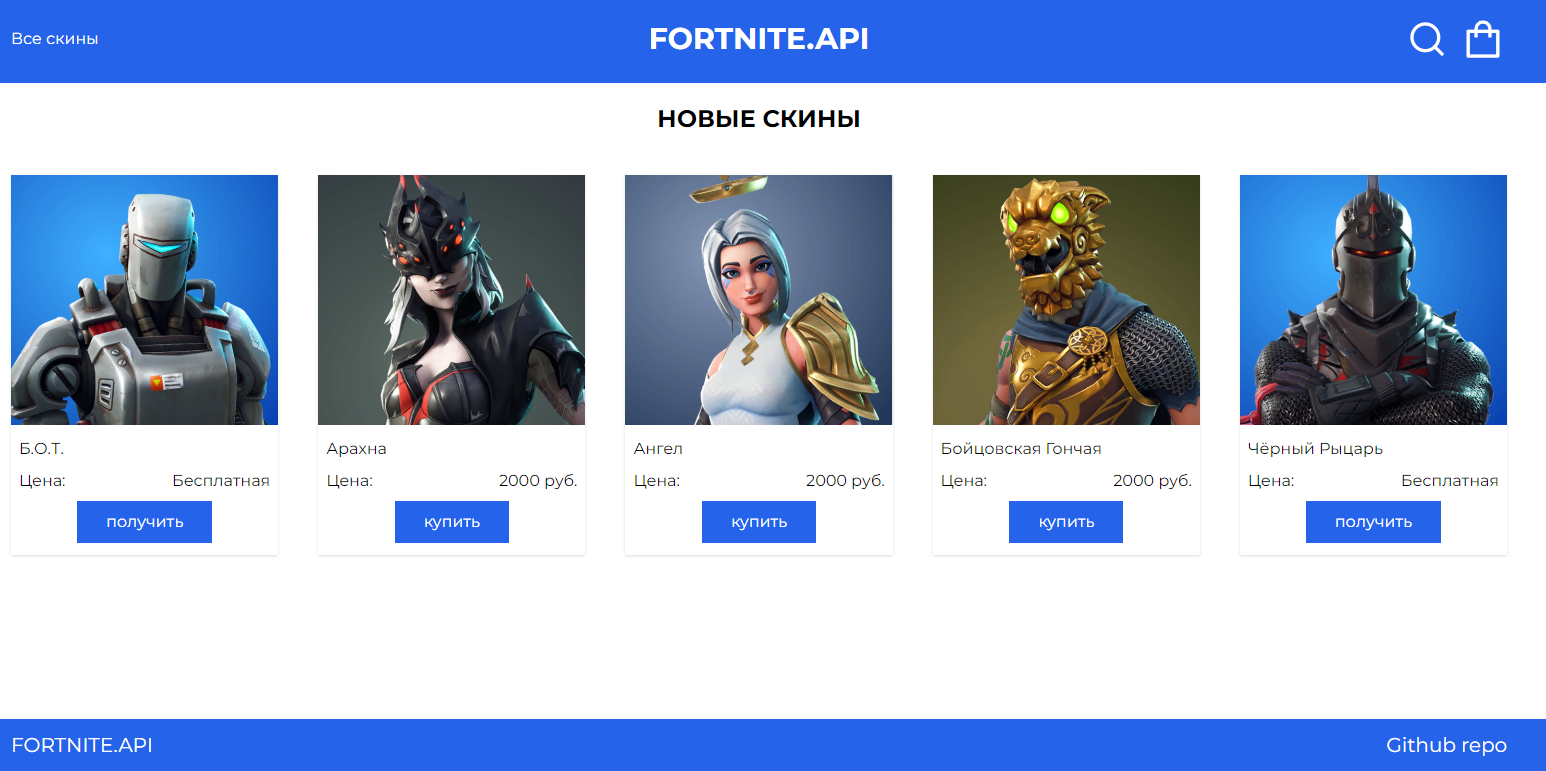 Все скины
FORTNITE.API
НОВЫЕ СКИНЫ
Б.О.Т.
Цена: Бесплатная
получить
Арахна
Цена: 2000 руб.
купить
Ангел
Цена: 2000 руб.
купить
Бойцовская Гончая
Цена: 2000 руб.
купить
Чёрный Рыцарь
Цена: Бесплатная
получить
FORTNITE.API
Github repo